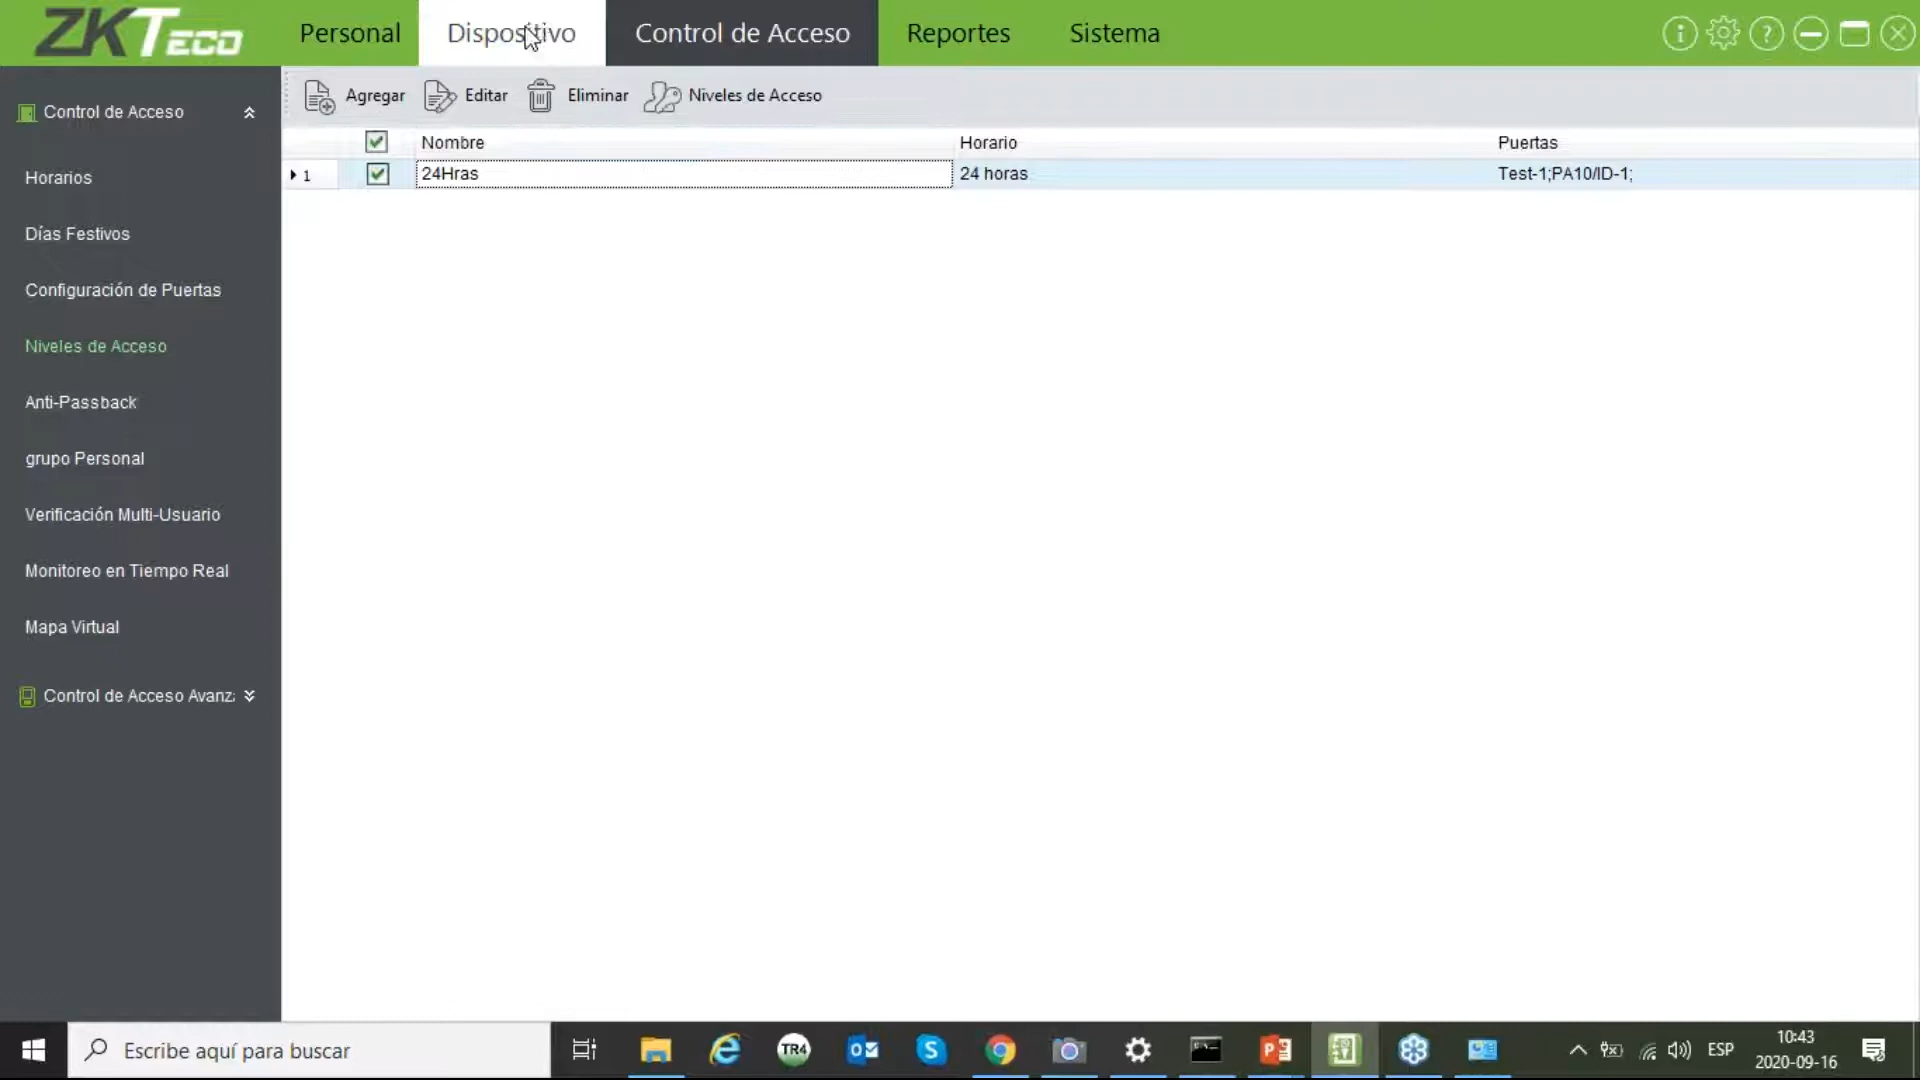 ZKTeco Personal Dispositivo Control de Acceso Reportes Sistema
Control de Acceso
Agregar Editar Eliminar Niveles de Acceso
Nombre Horario Puertas
1 24Hras 24 horas Test-1;PA10/ID-1;
Horarios
Días Festivos
Configuración de Puertas
Niveles de Acceso
Anti-Passback
grupo Personal
Verificación Multi-Usuario
Monitoreo en Tiempo Real
Mapa Virtual
Control de Acceso Avanz
Escribe aquí para buscar
TR4
ESP
10:43
2020-09-16